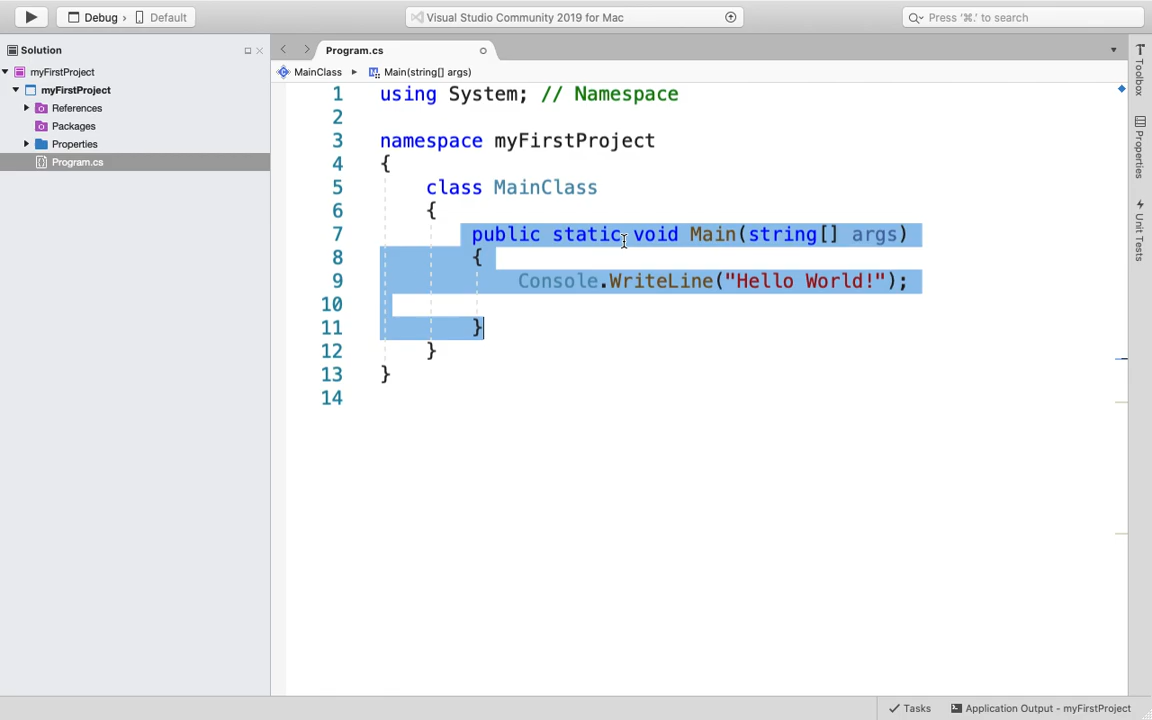 Debug › Default
Visual Studio Community 2019 for Mac
Press '⌘.' to search
Solution
myFirstProject
myFirstProject
References
Packages
Properties
Program.cs
Program.cs
MainClass
Main(string[] args)
1 using System; // Namespace
2
3 namespace myFirstProject
4 {
5 class MainClass
6 {
7 public static void Main(string[] args)
8 {
9 Console.WriteLine("Hello World!");
10
11 }
12 }
13 }
14
Toolbox
Properties
Unit Tests
Tasks
Application Output - myFirstProject